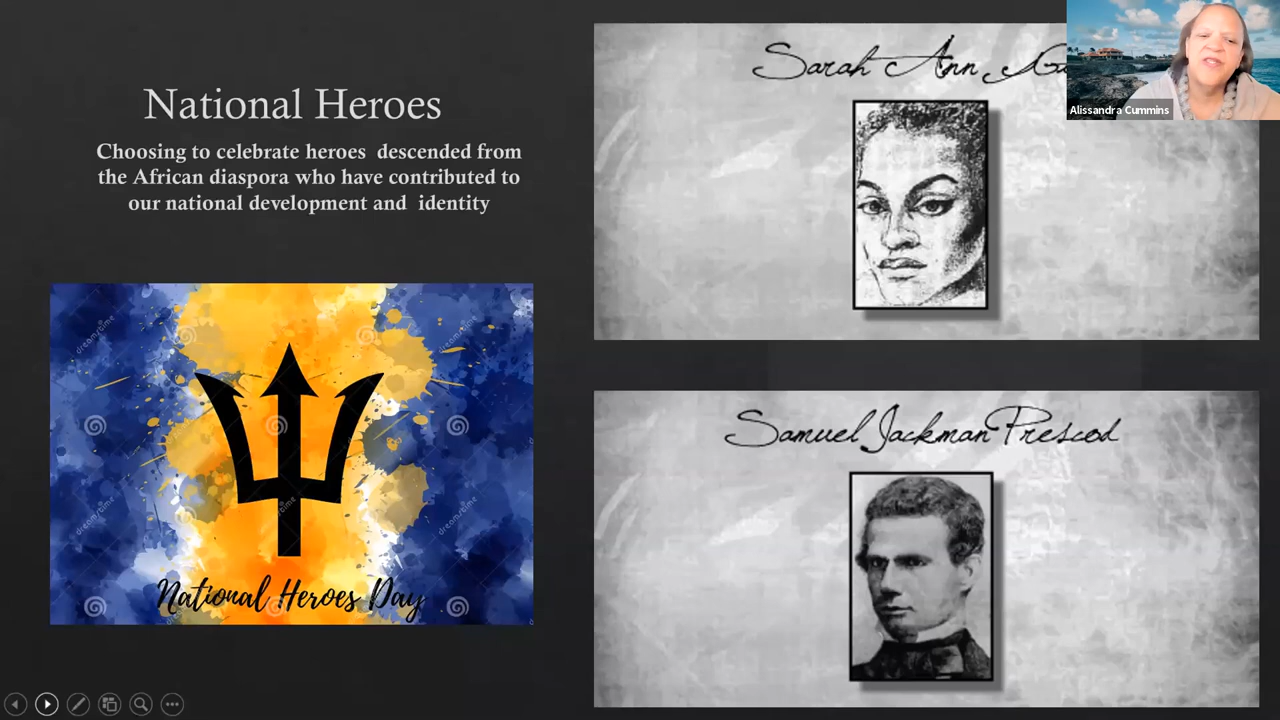 National Heroes
Choosing to celebrate heroes descended from
the African diaspora who have contributed to
our national development and identity
National Heroes Day
dreamstime
Sarah Ann
Samuel Jackman Prescod
Alissandra Cummins